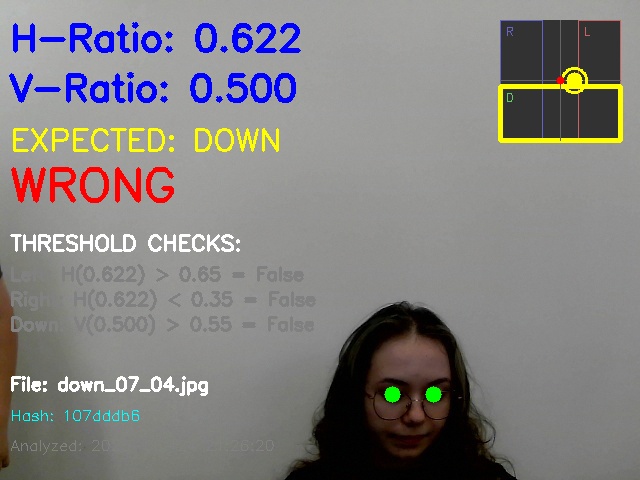 H-Ratio: 0.622
R L
V-Ratio: 0.500
D
EXPECTED: DOWN
WRONG
THRESHOLD CHECKS:
Left: H(0.622) > 0.65 = False
Right: H(0.622) < 0.35 = False
Down: V(0.500) > 0.55 = False
File: down_07_04.jpg
Hash: 107dddb6
Analyzed: